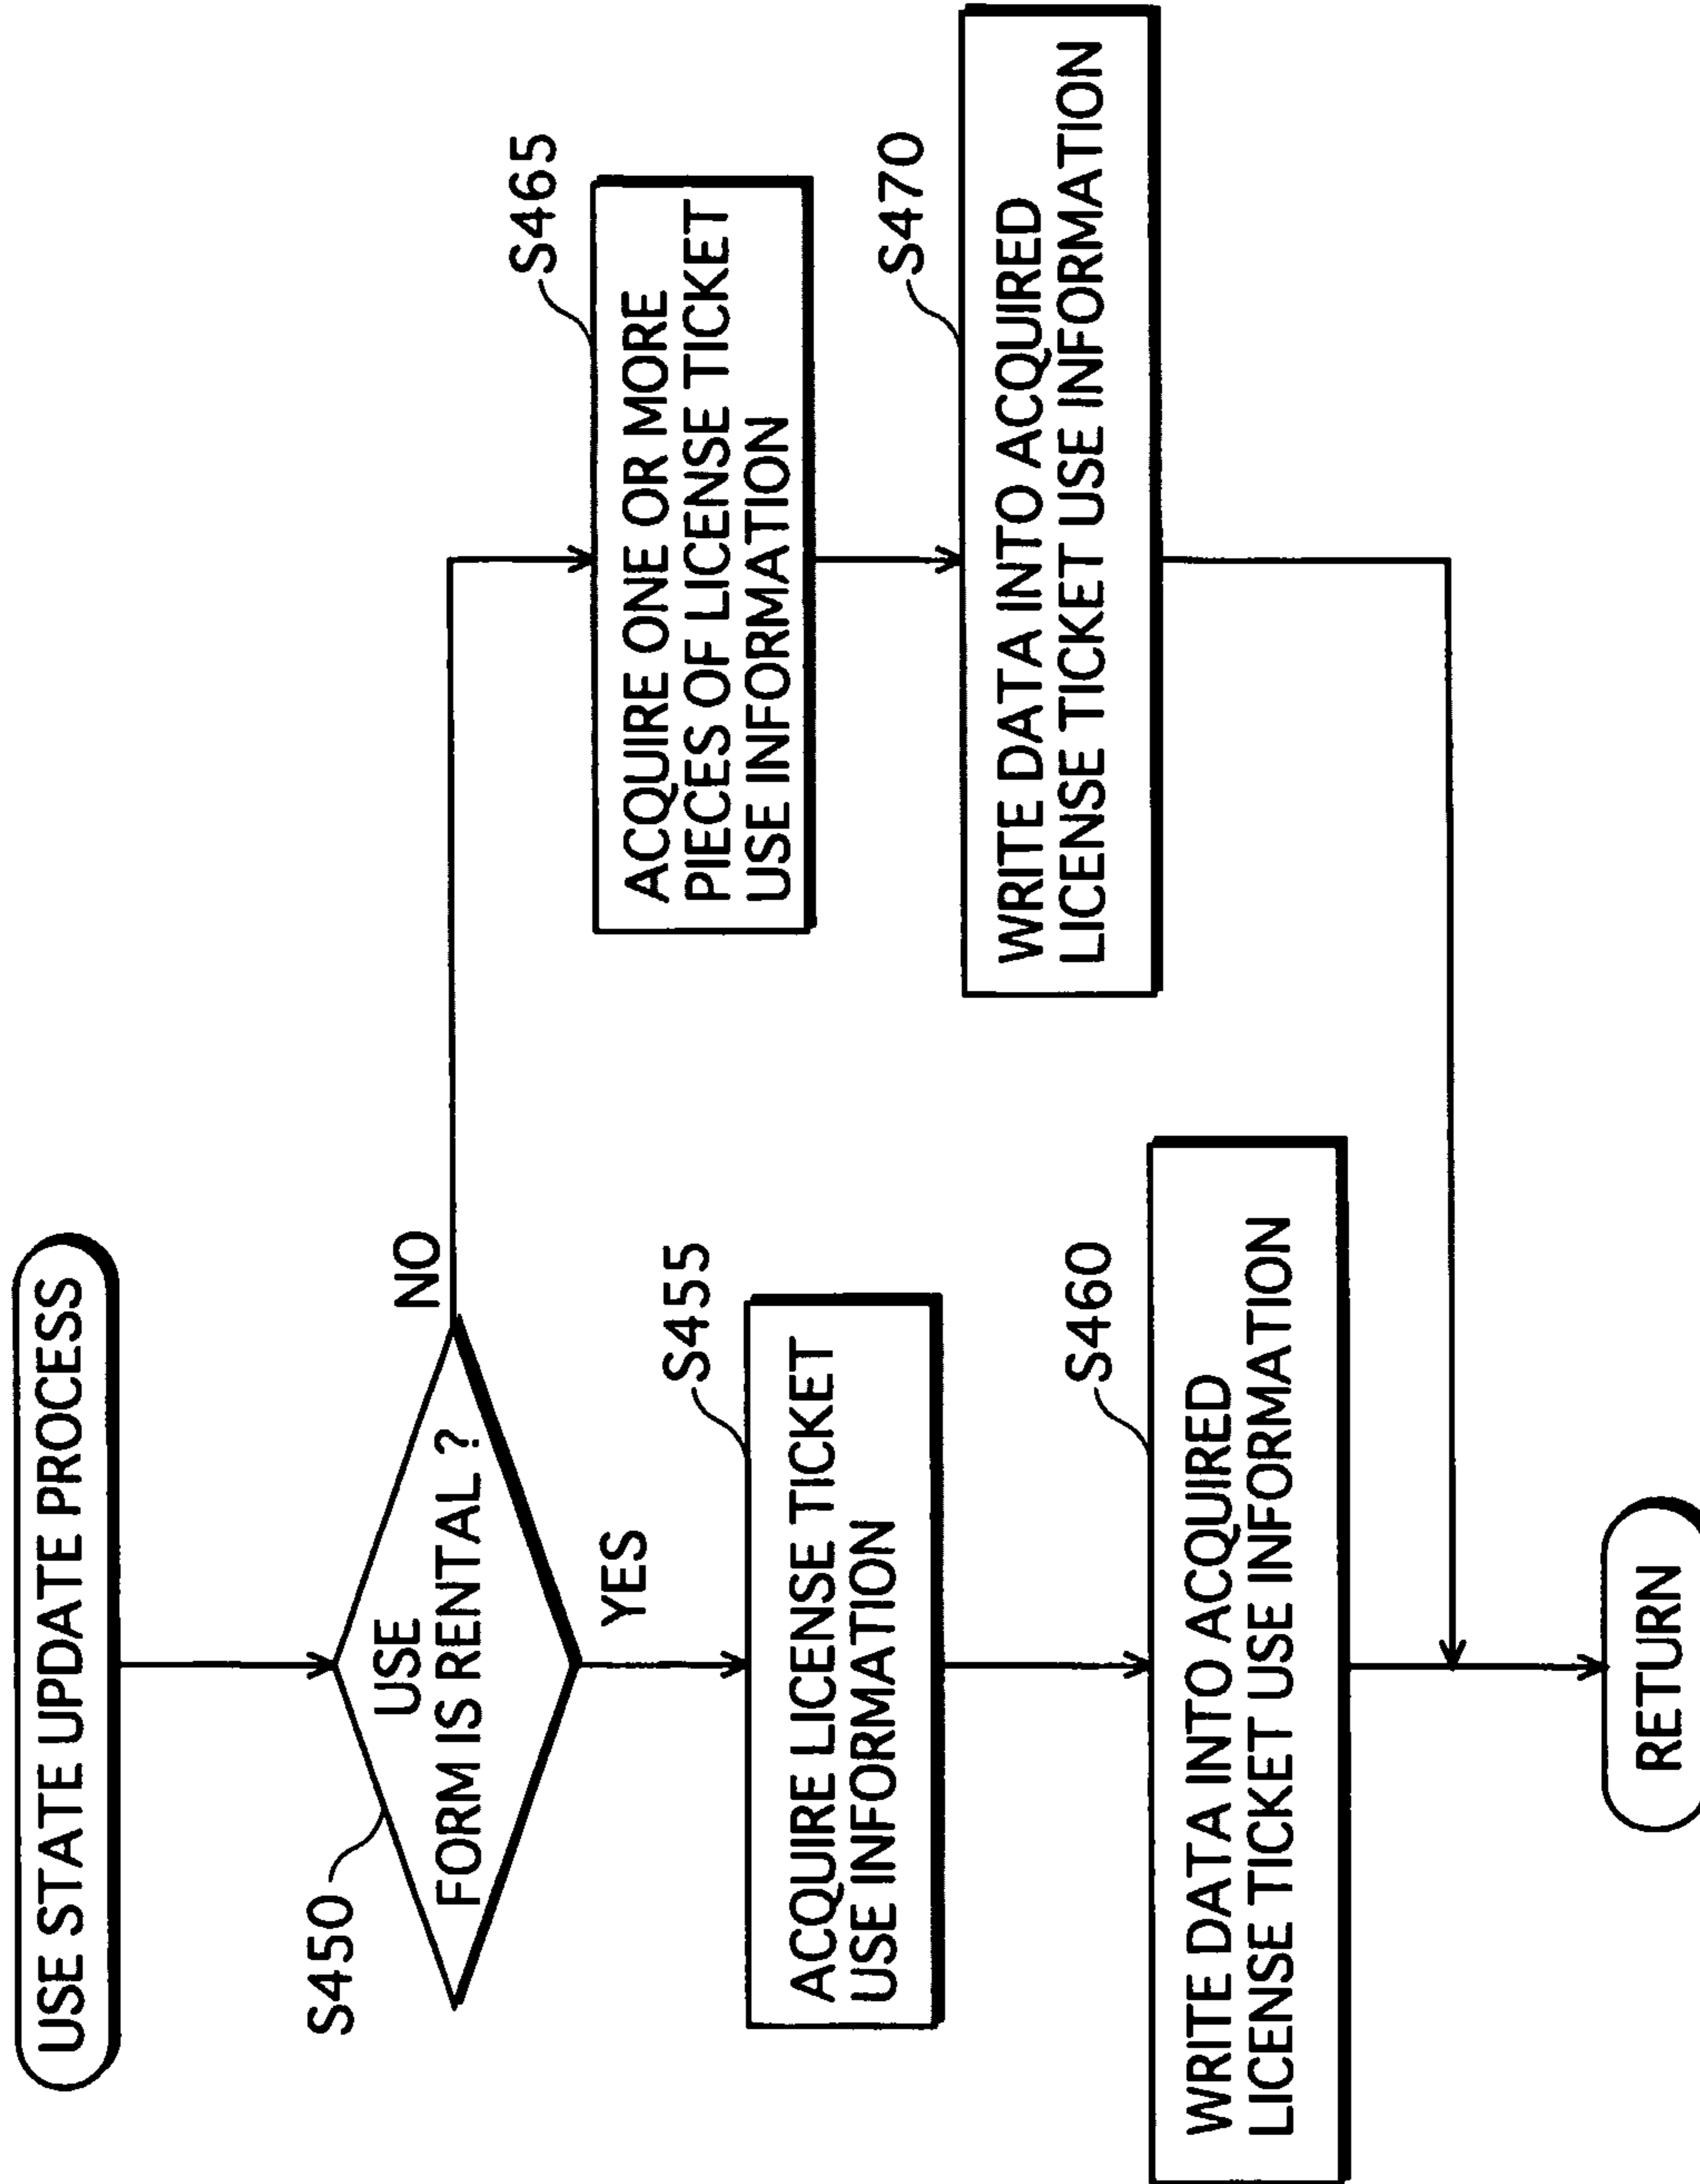 USE STATE UPDATE PROCESS
S450
USE
FORM IS RENTAL ?
NO
YES
S455
ACQUIRE LICENSE TICKET
USE INFORMATION
S460
WRITE DATA INTO ACQUIRED
LICENSE TICKET USE INFORMATION
S465
ACQUIRE ONE OR MORE
PIECES OF LICENSE TICKET
USE INFORMATION
S470
WRITE DATA INTO ACQUIRED
LICENSE TICKET USE INFORMATION
RETURN